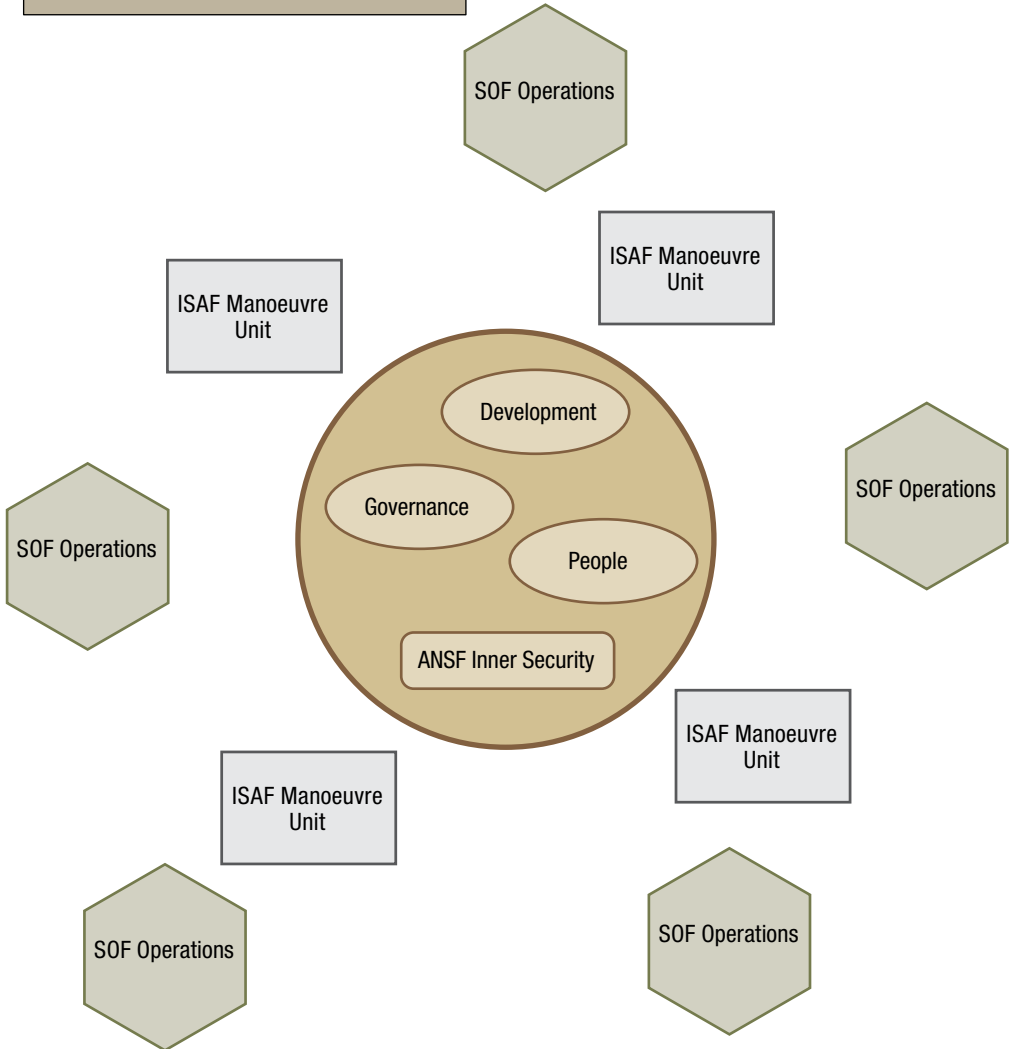 SOF Operations
ISAF Manoeuvre
Unit
ISAF Manoeuvre
Unit
Development
Governance
SOF Operations
People
SOF Operations
ANSF Inner Security
ISAF Manoeuvre
Unit
ISAF Manoeuvre
Unit
SOF Operations
SOF Operations